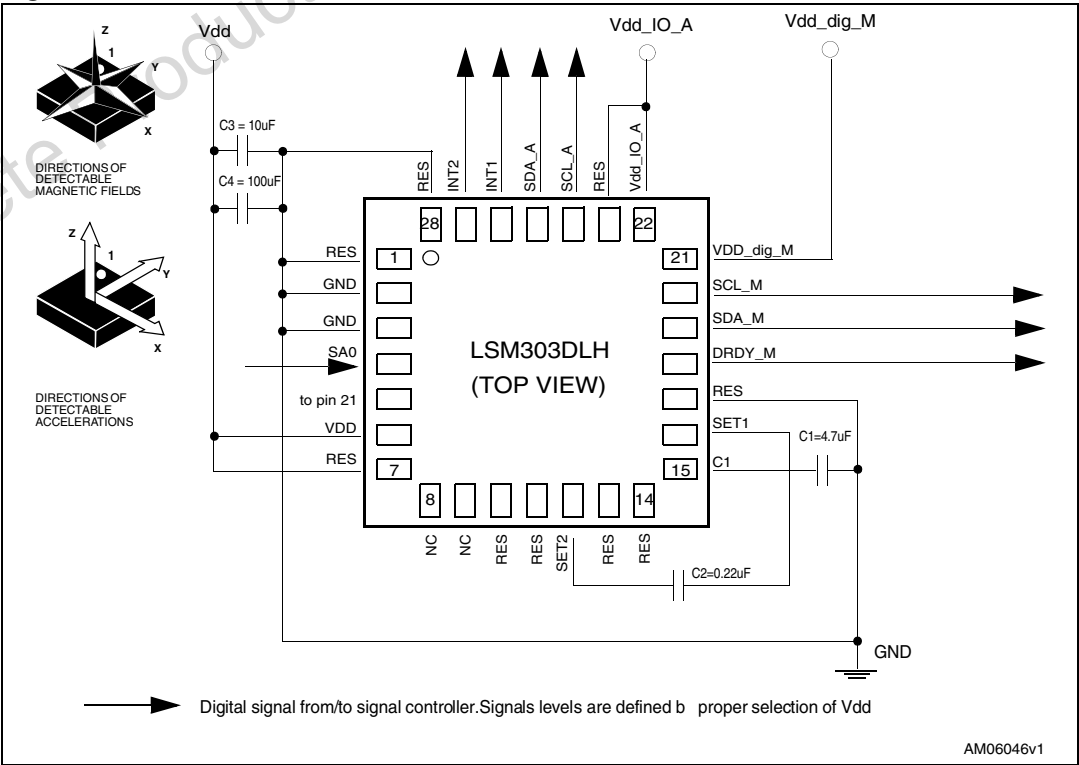 Vdd
Vdd_IO_A
Vdd_dig_M
Z
1
Y
X
DIRECTIONS OF
DETECTABLE
MAGNETIC FIELDS
C3 = 10uF
C4 = 100uF
RES
INT2
INT1
SDA_A
SCL_A
RES
Vdd_IO_A
28
22
Z
1
Y
X
DIRECTIONS OF
DETECTABLE
ACCELERATIONS
RES
GND
GND
SA0
to pin 21
VDD
RES
1
7
LSM303DLH
(TOP VIEW)
21
15
VDD_dig_M
SCL_M
SDA_M
DRDY_M
RES
SET1
C1
C1=4.7uF
8
14
NC
NC
RES
RES
SET2
RES
RES
C2=0.22uF
GND
Digital signal from/to signal controller.Signals levels are defined b proper selection of Vdd
AM06046v1